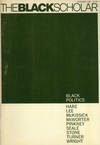 THE BLACK SCHOLAR
BLACK
POLITICS
HARE
LEE
McKISSICK
McWORTER
PINKNEY
SEALE
STONE
TURNER
WRIGHT